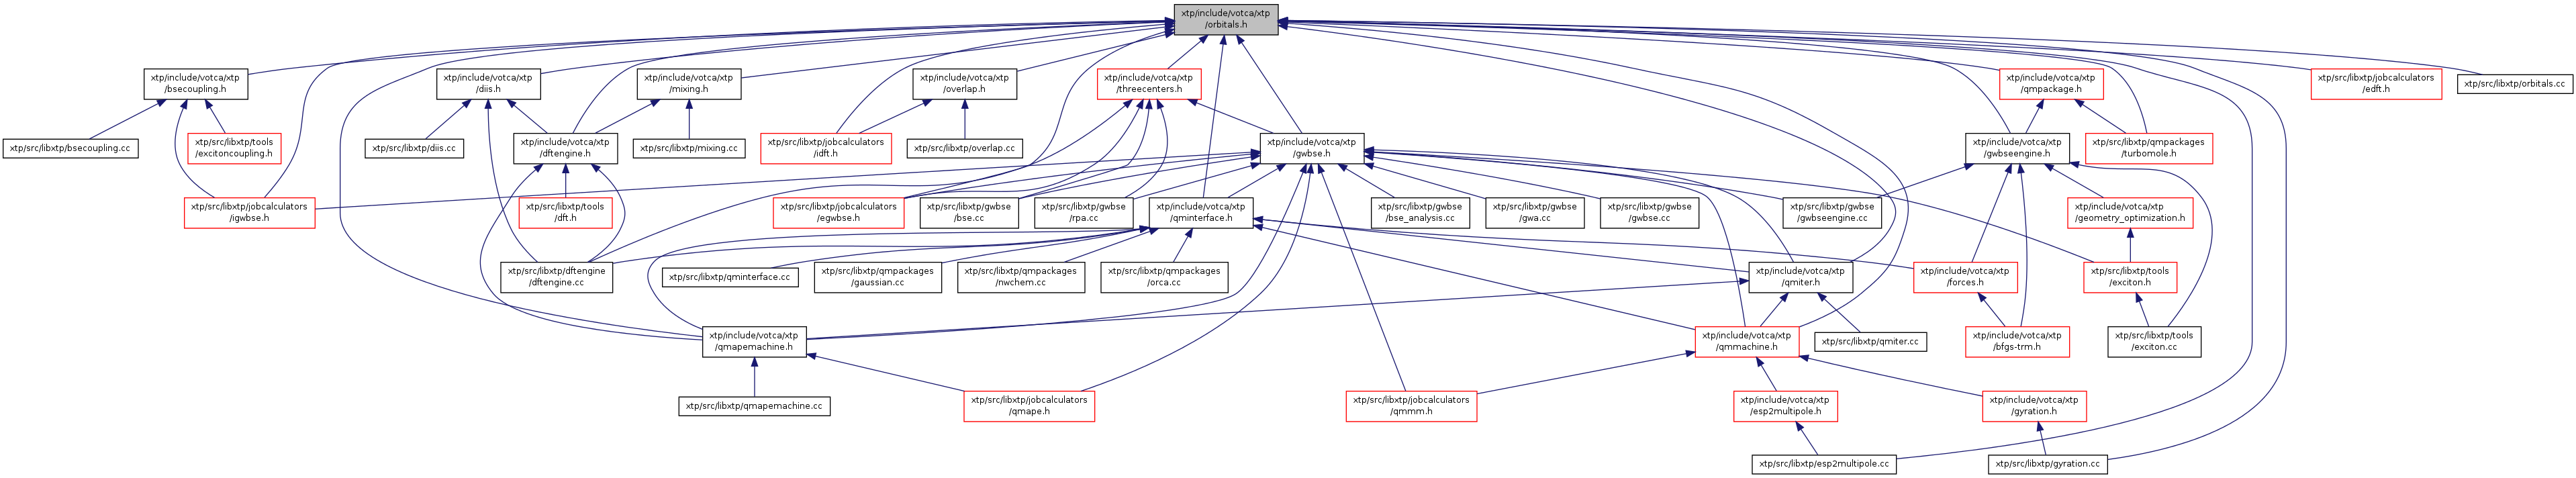 xtp/include/votca/xtp
/orbitals.h
xtp/include/votca/xtp
/bsecoupling.h
xtp/include/votca/xtp
/diis.h
xtp/include/votca/xtp
/mixing.h
xtp/include/votca/xtp
/overlap.h
xtp/include/votca/xtp
/threecenters.h
xtp/include/votca/xtp
/qmpackage.h
xtp/src/libxtp/jobcalculators
/edft.h
xtp/src/libxtp/orbitals.cc
xtp/src/libxtp/bsecoupling.cc
xtp/src/libxtp/tools
/excitoncoupling.h
xtp/src/libxtp/diis.cc
xtp/include/votca/xtp
/dftengine.h
xtp/src/libxtp/mixing.cc
xtp/src/libxtp/jobcalculators
/idft.h
xtp/src/libxtp/overlap.cc
xtp/include/votca/xtp
/gwbse.h
xtp/include/votca/xtp
/gwbseengine.h
xtp/src/libxtp/qmpackages
/turbomole.h
xtp/src/libxtp/jobcalculators
/igwbse.h
xtp/src/libxtp/tools
/dft.h
xtp/src/libxtp/jobcalculators
/egwbse.h
xtp/src/libxtp/gwbse
/bse.cc
xtp/src/libxtp/gwbse
/rpa.cc
xtp/include/votca/xtp
/qminterface.h
xtp/src/libxtp/gwbse
/bse_analysis.cc
xtp/src/libxtp/gwbse
/gwa.cc
xtp/src/libxtp/gwbse
/gwbse.cc
xtp/src/libxtp/gwbse
/gwbseengine.cc
xtp/include/votca/xtp
/geometry_optimization.h
xtp/src/libxtp/dftengine
/dftengine.cc
xtp/src/libxtp/qminterface.cc
xtp/src/libxtp/qmpackages
/gaussian.cc
xtp/src/libxtp/qmpackages
/nwchem.cc
xtp/src/libxtp/qmpackages
/orca.cc
xtp/include/votca/xtp
/qmiter.h
xtp/include/votca/xtp
/forces.h
xtp/src/libxtp/tools
/exciton.h
xtp/include/votca/xtp
/qmapemachine.h
xtp/include/votca/xtp
/qmmachine.h
xtp/src/libxtp/qmiter.cc
xtp/include/votca/xtp
/bfgs-trm.h
xtp/src/libxtp/tools
/exciton.cc
xtp/src/libxtp/qmapemachine.cc
xtp/src/libxtp/jobcalculators
/qmape.h
xtp/src/libxtp/jobcalculators
/qmmm.h
xtp/include/votca/xtp
/esp2multipole.h
xtp/include/votca/xtp
/gyration.h
xtp/src/libxtp/esp2multipole.cc
xtp/src/libxtp/gyration.cc